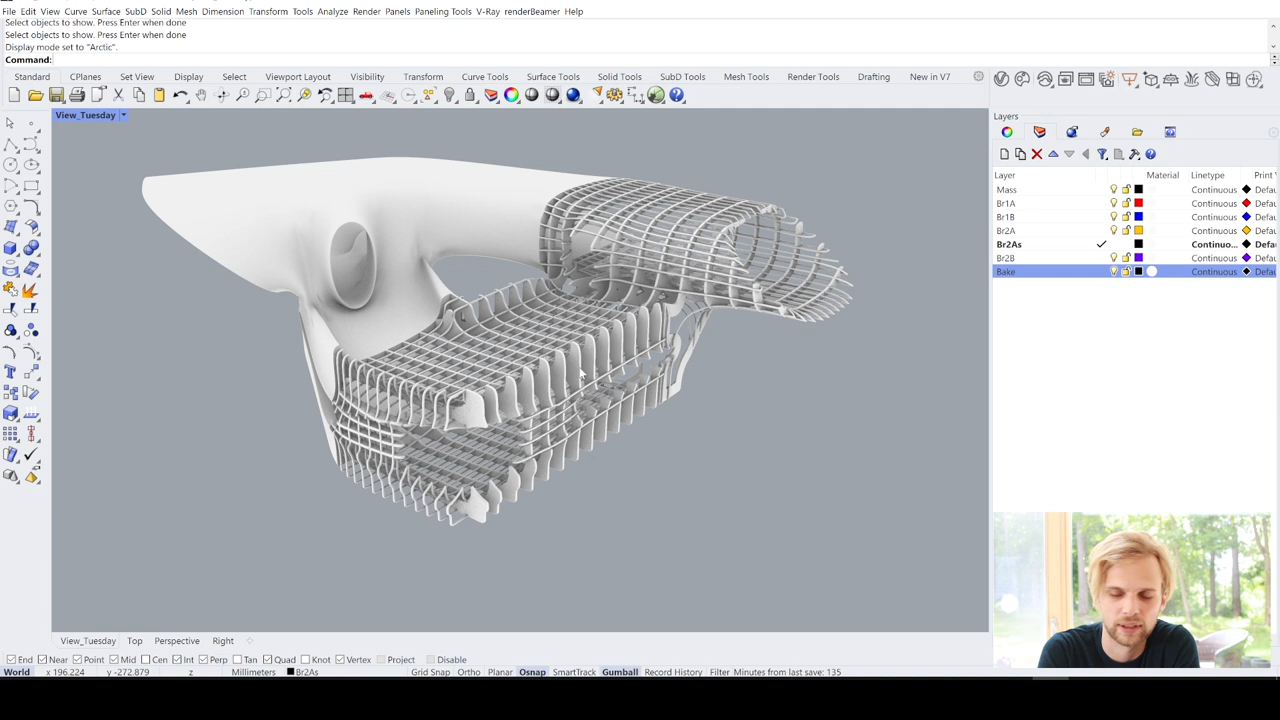 File Edit View Curve Surface SubD Solid Mesh Dimension Transform Tools Analyze Render Panels Paneling Tools V-Ray renderBeamer Help
Select objects to show. Press Enter when done
Select objects to show. Press Enter when done
Display mode set to "Arctic".
Command:
Standard CPlanes Set View Display Select Viewport Layout Visibility Transform Curve Tools Surface Tools Solid Tools SubD Tools Mesh Tools Render Tools Drafting New in V7
View_Tuesday
Layers
Layer Material Linetype Print
Mass Continuous Defau
Br1A Continuous Defau
Br1B Continuous Defau
Br2A Continuous Defau
Br2As Continuo... Defau
Br2B Continuous Defau
Bake Continuous Defau
View_Tuesday Top Perspective Right
End Near Point Mid Cen Int Perp Tan Quad Knot Vertex Project Disable
World x 196.224 y -272.879 z Millimeters Br2As Grid Snap Ortho Planar Osnap SmartTrack Gumball Record History Filter Minutes from last save: 135